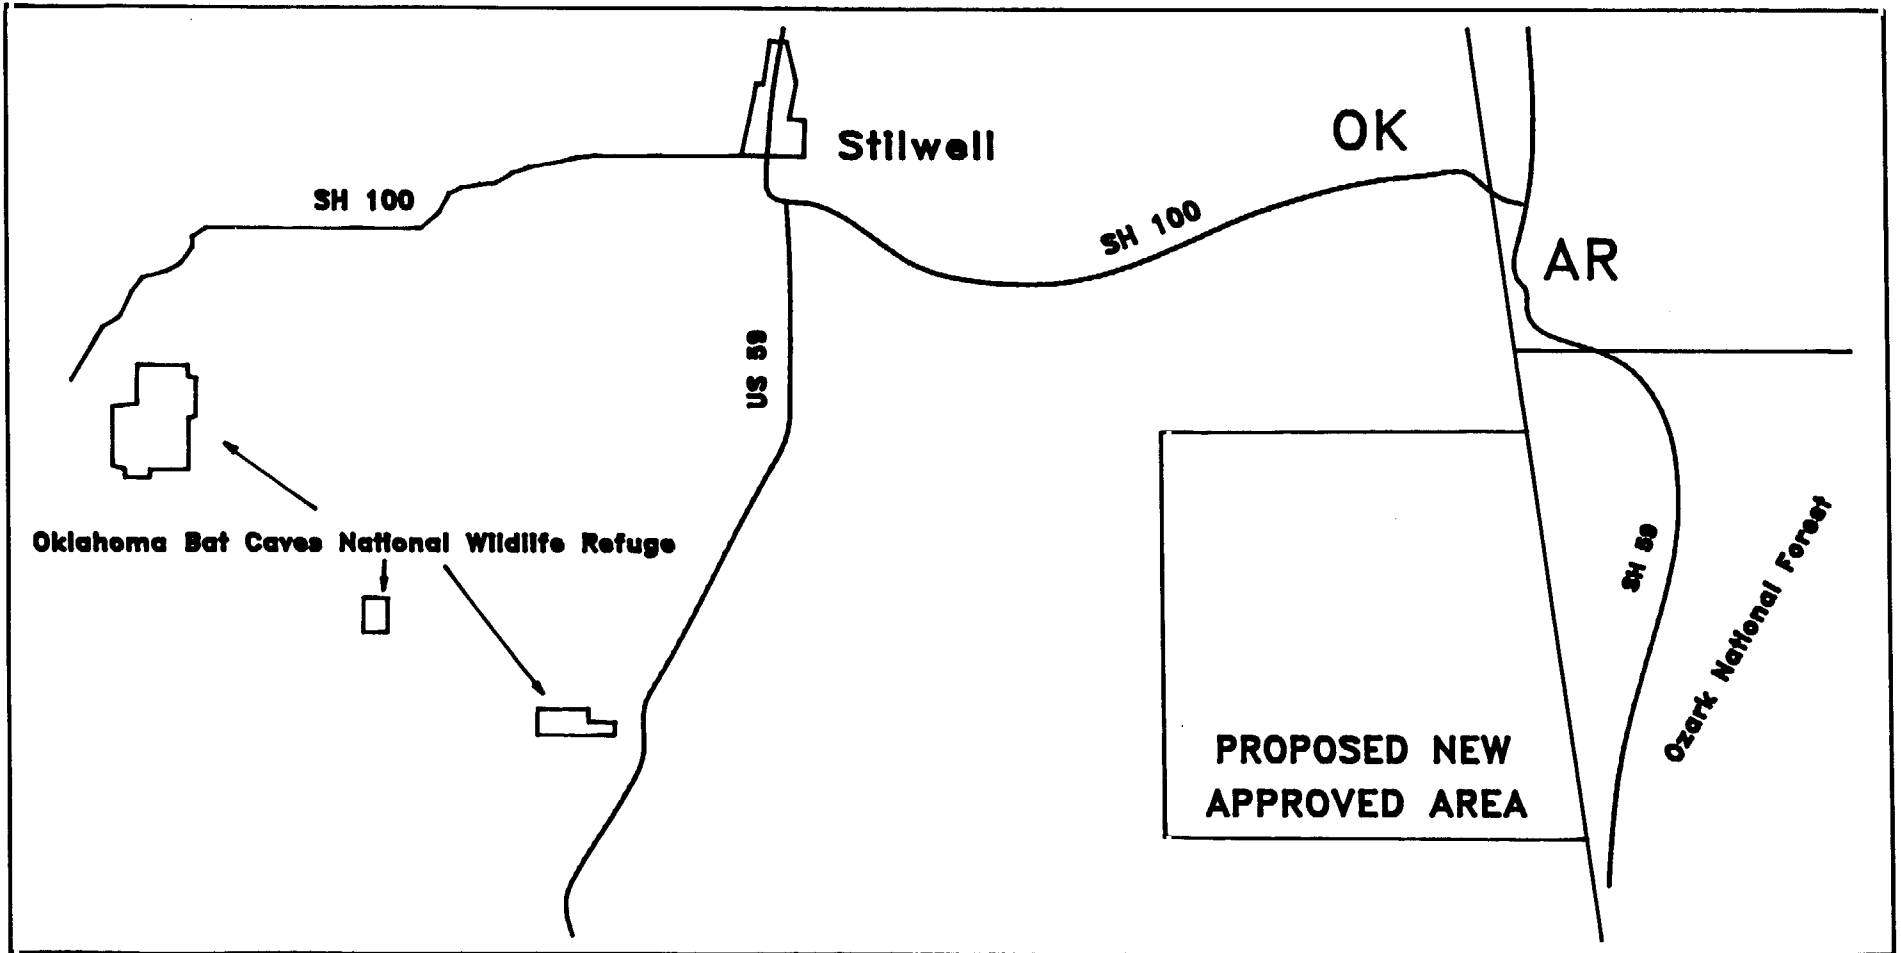 Stilwell
OK
SH 100
SH 100
AR
US 59
Oklahoma Bat Caves National Wildlife Refuge
SH 59
Ozark National Forest
PROPOSED NEW
APPROVED AREA